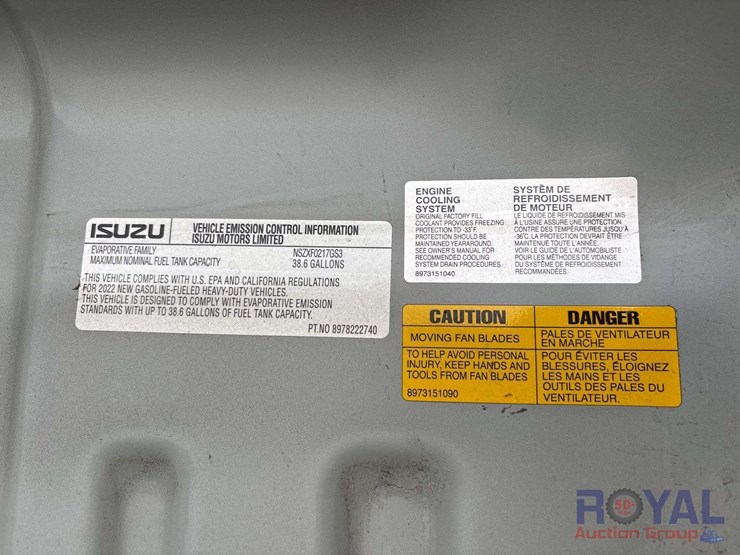 ISUZU
VEHICLE EMISSION CONTROL INFORMATION
ISUZU MOTORS LIMITED
EVAPORATIVE FAMILY NSZXF0217GS3
MAXIMUM NOMINAL FUEL TANK CAPACITY 38.6 GALLONS
THIS VEHICLE COMPLIES WITH U.S. EPA AND CALIFORNIA REGULATIONS
FOR 2022 NEW GASOLINE-FUELED HEAVY-DUTY VEHICLES.
THIS VEHICLE IS DESIGNED TO COMPLY WITH EVAPORATIVE EMISSION
STANDARDS WITH UP TO 38.6 GALLONS OF FUEL TANK CAPACITY.
PT.NO 8978222740
ENGINE
COOLING
SYSTEM
ORIGINAL FACTORY FILL
COOLANT PROVIDES FREEZING
PROTECTION TO -33°F.
PROTECTION SHOULD BE
MAINTAINED YEAR AROUND.
SEE OWNER'S MANUAL FOR
RECOMMENDED COOLING
SYSTEM DRAIN PROCEDURES.
8973151040
SYSTÈM DE
REFROIDISSEMENT
DE MOTEUR
LE LIQUIDE DE REFROIDISSEMENT MIS
À L'USINE ASSURE UNE PROTECTION
CONTRE DES TEMPÉRATURES JUSQU'À
-36°C. LA PROTECTION DEVRAIT ÊTRE
MAINTENUE TOUTE L'ANNÉE.
VOIR LE GUIDE DE L'AUTOMOBILISTE
POUR LES MÉTHODES DE VIDANGE
DU SYSTÈME DE REFROIDISSEMENT
RECOMMANDÉES.
CAUTION
MOVING FAN BLADES
TO HELP AVOID PERSONAL
INJURY, KEEP HANDS AND
TOOLS FROM FAN BLADES
8973151090
DANGER
PALES DE VENTILATEUR
EN MARCHE
POUR ÉVITER LES
BLESSURES, ÉLOIGNEZ
LES MAINS ET LES
OUTILS DES PALES DU
VENTILATEUR
ROYAL
50
Auction Group